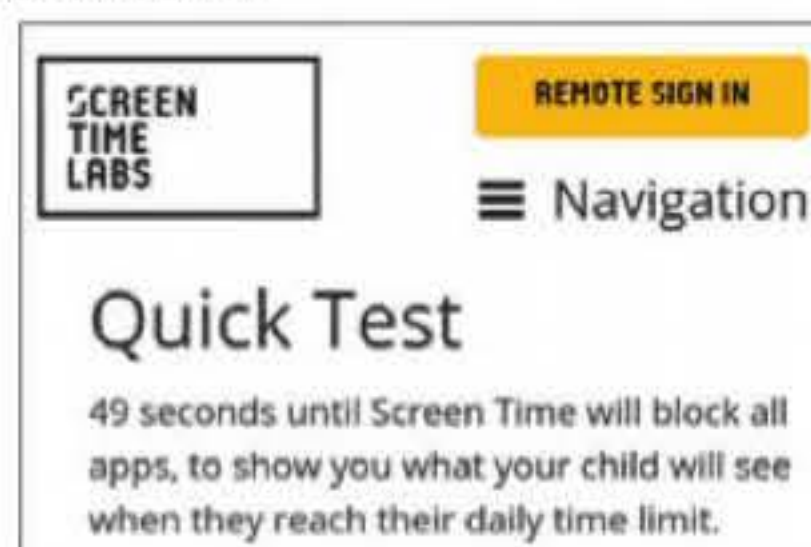 SCREEN
TIME
LABS
REMOTE SIGN IN
Navigation
Quick Test
49 seconds until Screen Time will block all
apps, to show you what your child will see
when they reach their daily time limit.